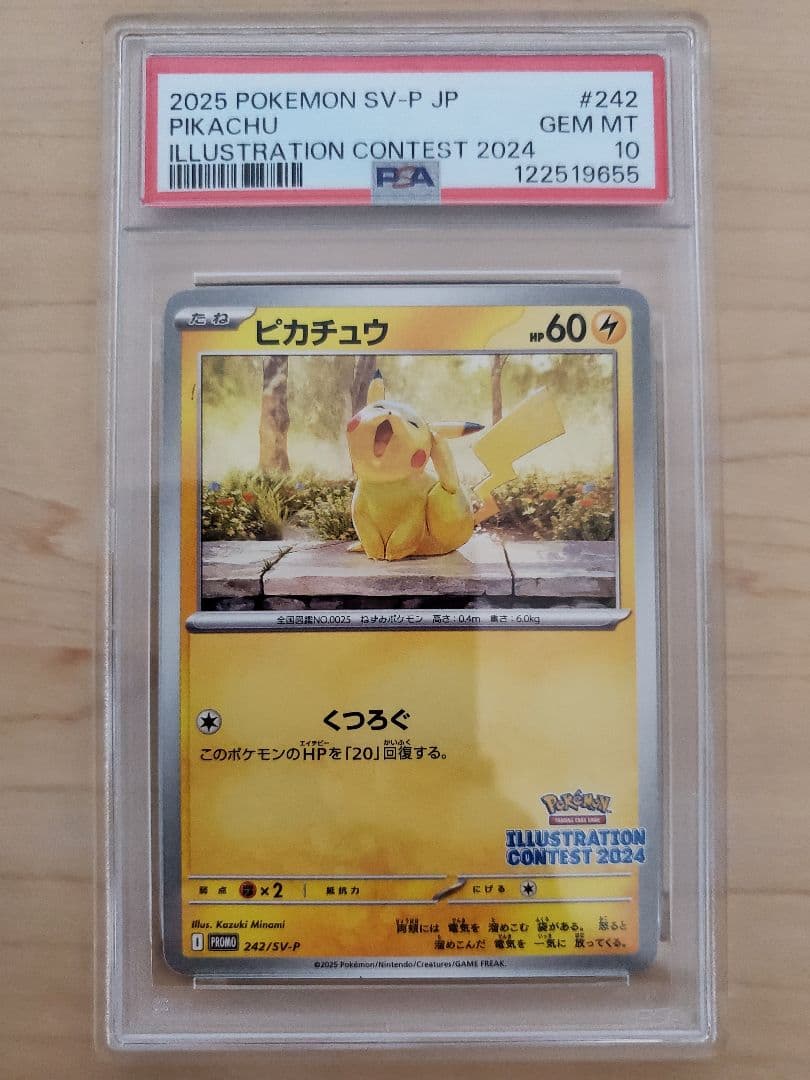 2025 POKEMON SV-P JP #242
PIKACHU GEM MT
ILLUSTRATION CONTEST 2024 10
PSA 122519655
たね ピカチュウ HP60
全国図鑑NO.0025 ねずみポケモン 高さ:0.4m 重さ:6.0kg
くつろぐ
このポケモンのHPを「20」回復する。
Pokémon
TRADING CARD GAME
ILLUSTRATION
CONTEST 2024
弱点 ×2 抵抗力 にげる
Illus. Kazuki Minami
両頬には 電気を 溜めこむ 袋がある。 怒ると
溜めこんだ 電気を 一気に 放ってくる。
I PROMO 242/SV-P
©2025 Pokémon/Nintendo/Creatures/GAME FREAK.